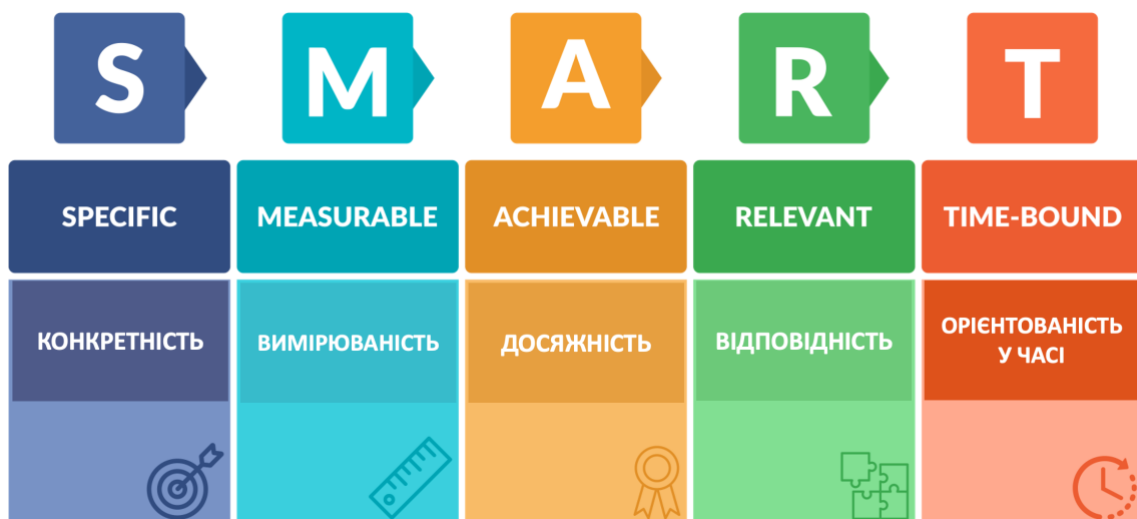 S
M
A
R
T
SPECIFIC
MEASURABLE
ACHIEVABLE
RELEVANT
TIME-BOUND
КОНКРЕТНІСТЬ
ВИМІРЮВАНІСТЬ
ДОСЯЖНІСТЬ
ВІДПОВІДНІСТЬ
ОРІЄНТОВАНІСТЬ
У ЧАСІ